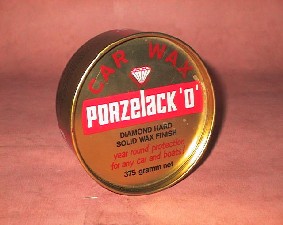 CAR WAX
PORZELACK 'O'
DIAMOND HARD
SOLID WAX FINISH
year round protection
for any car and boats!
375 gramm net